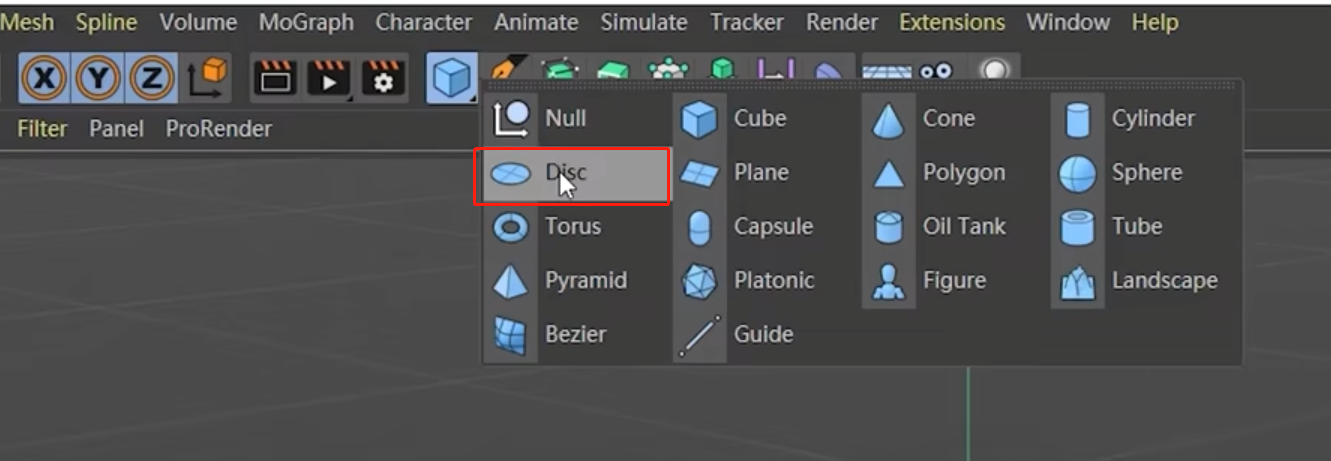 Mesh Spline Volume MoGraph Character Animate Simulate Tracker Render Extensions Window Help
X Y Z
Filter Panel ProRender
Null Cube Cone Cylinder
Disc Plane Polygon Sphere
Torus Capsule Oil Tank Tube
Pyramid Platonic Figure Landscape
Bezier Guide